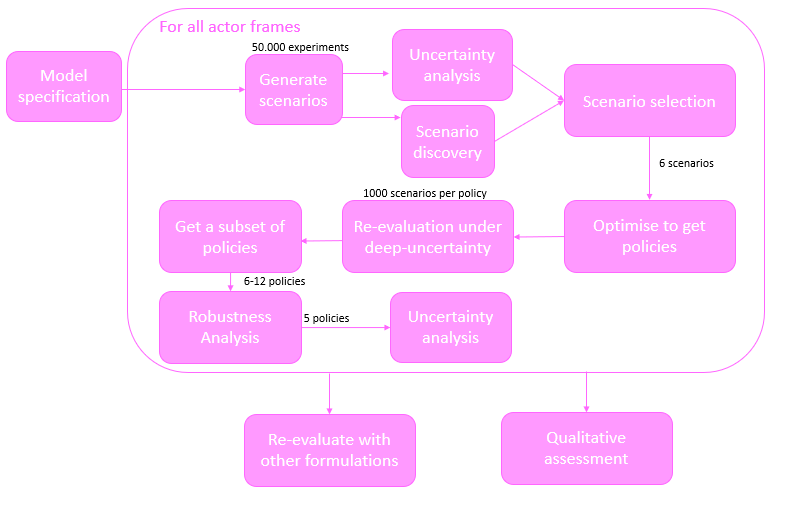 For all actor frames
50.000 experiments
Model
specification
Generate
scenarios
Uncertainty
analysis
Scenario
discovery
Scenario selection
6 scenarios
1000 scenarios per policy
Get a subset of
policies
Re-evaluation under
deep-uncertainty
Optimise to get
policies
6-12 policies
Robustness
Analysis
5 policies
Uncertainty
analysis
Re-evaluate with
other formulations
Qualitative
assessment